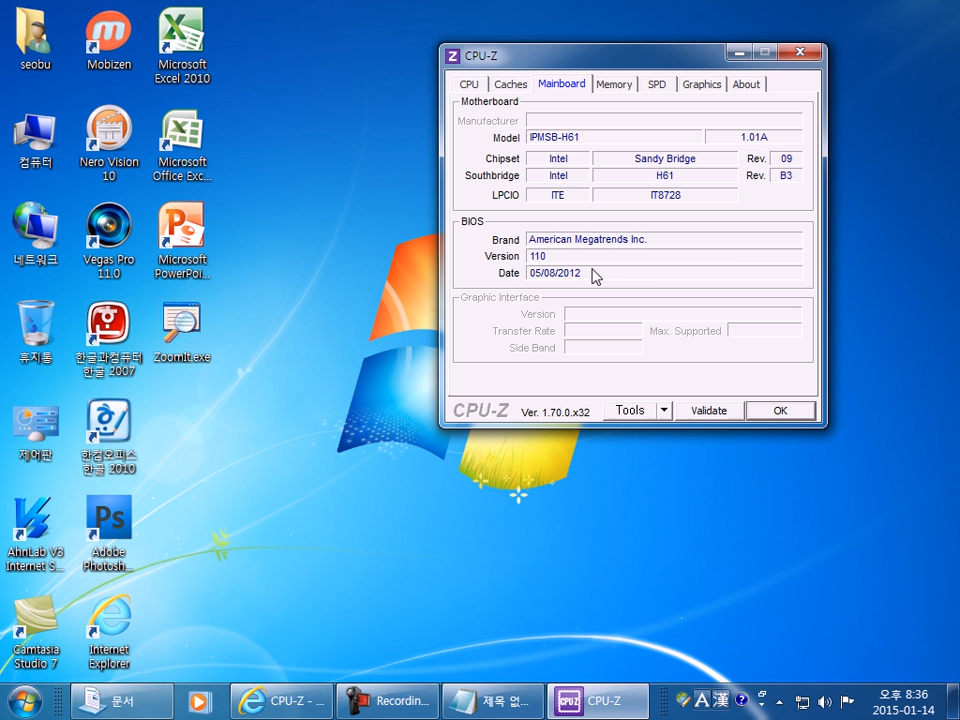 seobu
Mobizen
Microsoft
Excel 2010
컴퓨터
Nero Vision
10
Microsoft
Office Exc...
네트워크
Vegas Pro
11.0
Microsoft
PowerPoi...
휴지통
한글과컴퓨터
한글 2007
ZoomIt.exe
제어판
한컴오피스
한글 2010
AhnLab V3
Internet S...
Ps
Adobe
Photosh...
Camtasia
Studio 7
Internet
Explorer
CPU-Z
CPU
Caches
Mainboard
Memory
SPD
Graphics
About
Motherboard
Manufacturer
Model IPMSB-H61 1.01A
Chipset Intel Sandy Bridge Rev. 09
Southbridge Intel H61 Rev. B3
LPCIO ITE IT8728
BIOS
Brand American Megatrends Inc.
Version 110
Date 05/08/2012
Graphic Interface
Version
Transfer Rate Max. Supported
Side Band
CPU-Z Ver. 1.70.0.x32 Tools Validate OK
문서
CPU-Z - ...
Recordin...
제목 없...
CPU-Z
A 漢
오후 8:36
2015-01-14